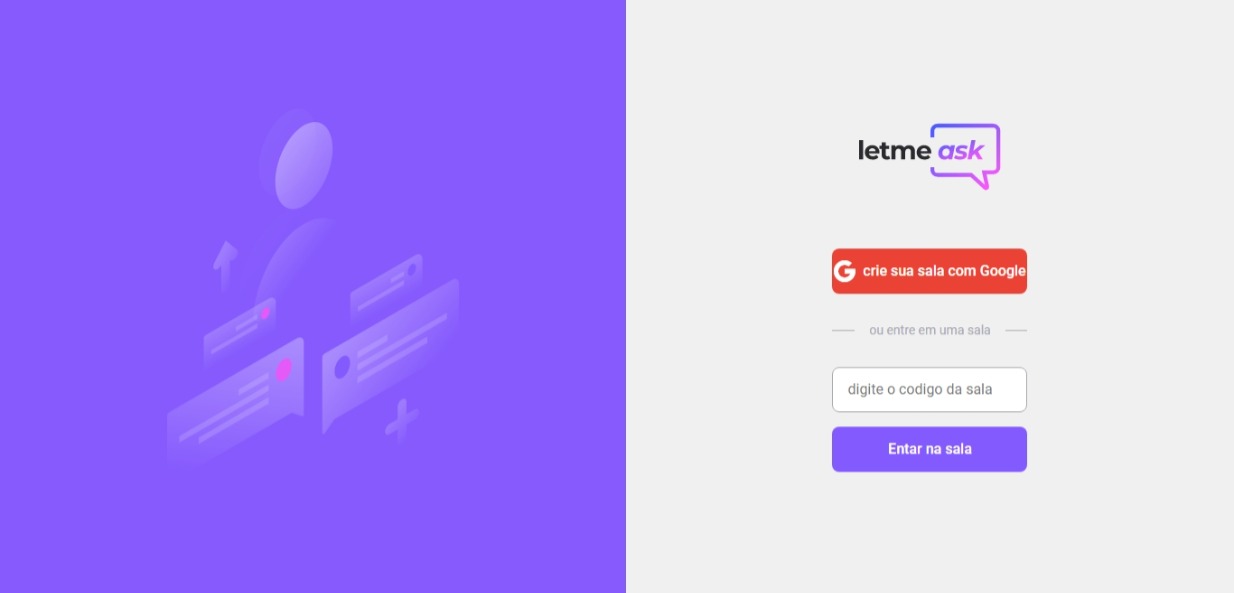 letme ask
crie sua sala com Google
ou entre em uma sala
digite o codigo da sala
Entar na sala